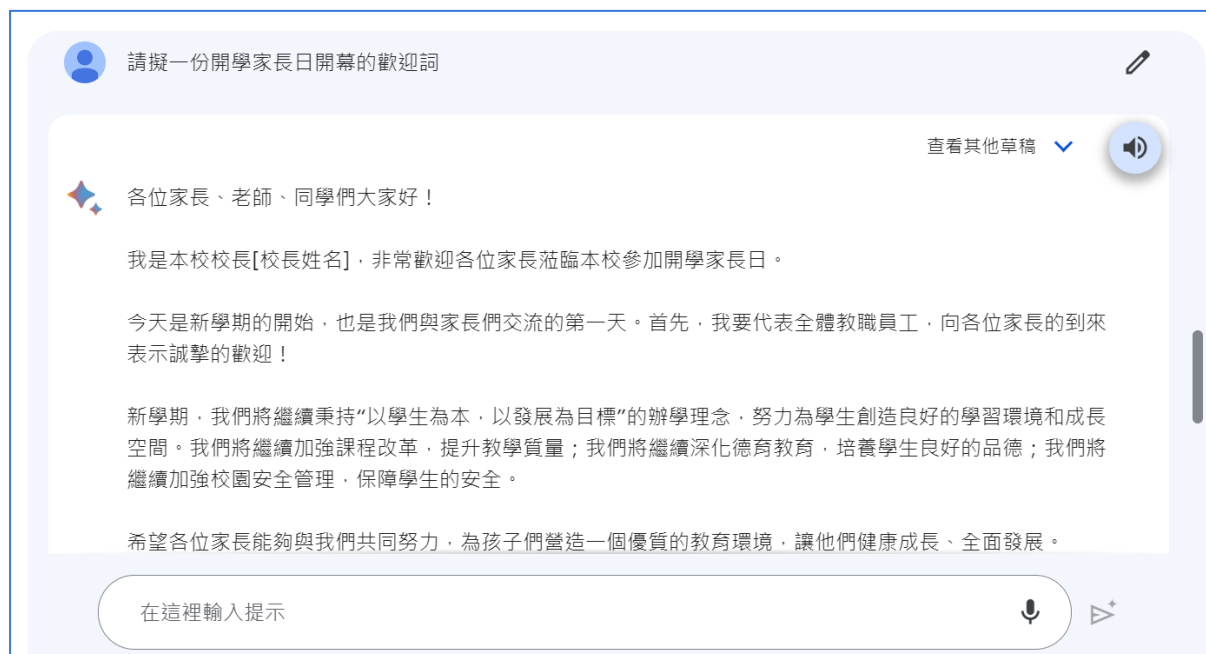 請擬一份開學家長日開幕的歡迎詞
查看其他草稿
各位家長、老師、同學們大家好！
我是本校校長[校長姓名]，非常歡迎各位家長蒞臨本校參加開學家長日。
今天是新學期的開始，也是我們與家長們交流的第一天。首先，我要代表全體教職員工，向各位家長的到來
表示誠摯的歡迎！
新學期，我們將繼續秉持“以學生為本，以發展為目標”的辦學理念，努力為學生創造良好的學習環境和成長
空間。我們將繼續加強課程改革，提升教學質量；我們將繼續深化德育教育，培養學生良好的品德；我們將
繼續加強校園安全管理，保障學生的安全。
希望各位家長能夠與我們共同努力，為孩子們營造一個優質的教育環境，讓他們健康成長、全面發展。
在這裡輸入提示